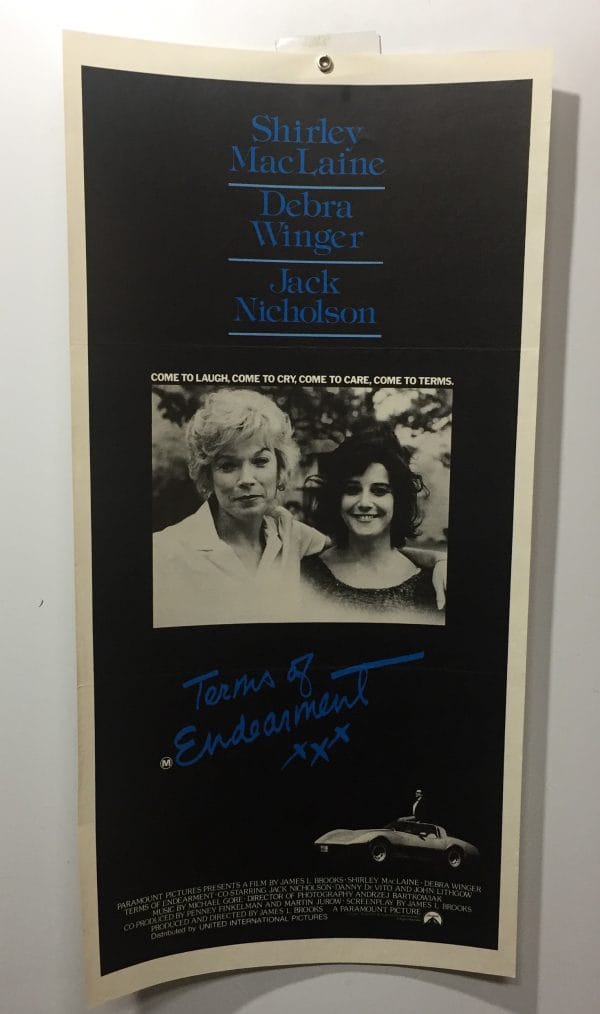 Shirley
MacLaine
Debra
Winger
Jack
Nicholson
COME TO LAUGH, COME TO CRY, COME TO CARE, COME TO TERMS.
Terms of
Endearment
xxx
M
PARAMOUNT PICTURES PRESENTS A FILM BY JAMES L. BROOKS · SHIRLEY MACLAINE · DEBRA WINGER
TERMS OF ENDEARMENT · CO-STARRING JACK NICHOLSON · DANNY DE VITO AND JOHN LITHGOW
MUSIC BY MICHAEL GORE · DIRECTOR OF PHOTOGRAPHY ANDRZEJ BARTKOWIAK
CO-PRODUCED BY PENNEY FINKELMAN AND MARTIN JUROW · SCREENPLAY BY JAMES L. BROOKS
PRODUCED AND DIRECTED BY JAMES L. BROOKS A PARAMOUNT PICTURE
Distributed by UNITED INTERNATIONAL PICTURES